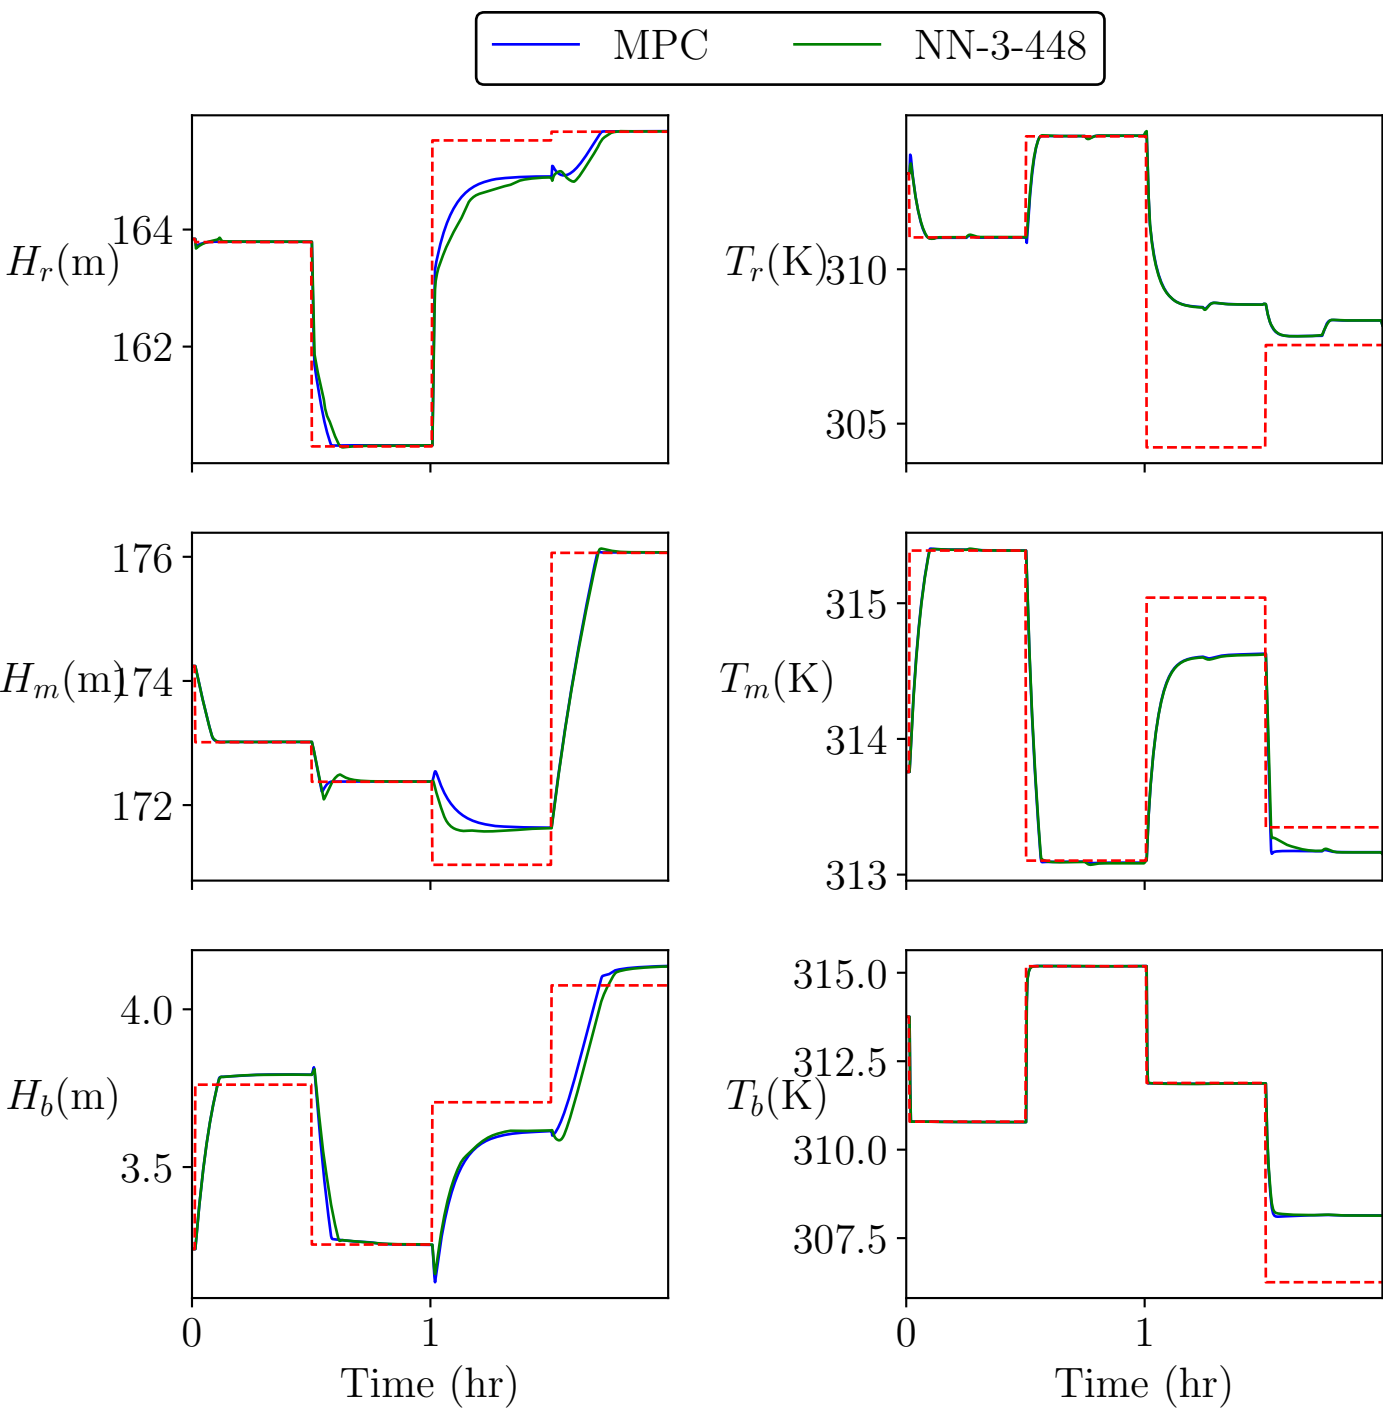 MPC NN-3-448
164
H_r(m)
162
T_r(K)
310
305
176
H_m(m)
174
172
315
T_m(K)
314
313
4.0
H_b(m)
3.5
315.0
312.5
T_b(K)
310.0
307.5
0 1
0 1
Time (hr)
Time (hr)